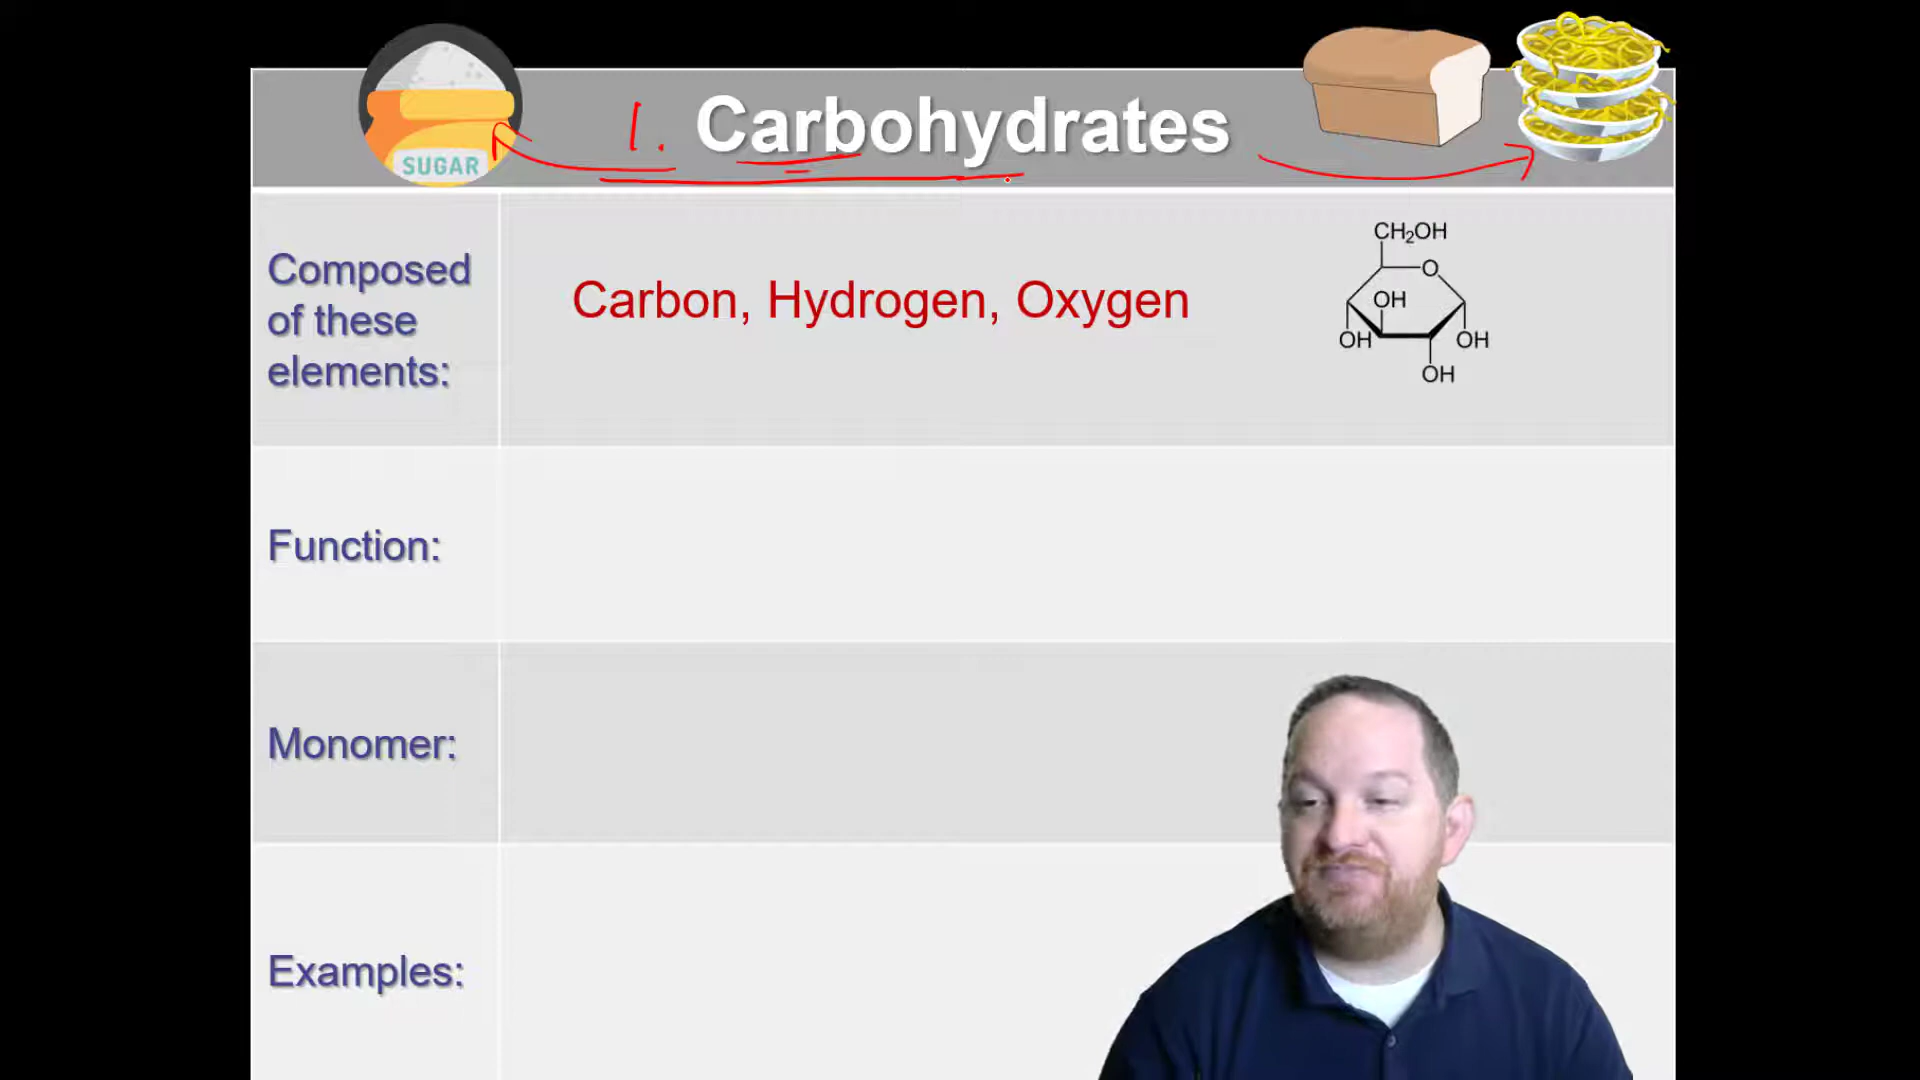 SUGAR
1. Carbohydrates
Composed
of these
elements:
Carbon, Hydrogen, Oxygen
CH₂OH
O
OH
OH
OH
OH
Function:
Monomer:
Examples: